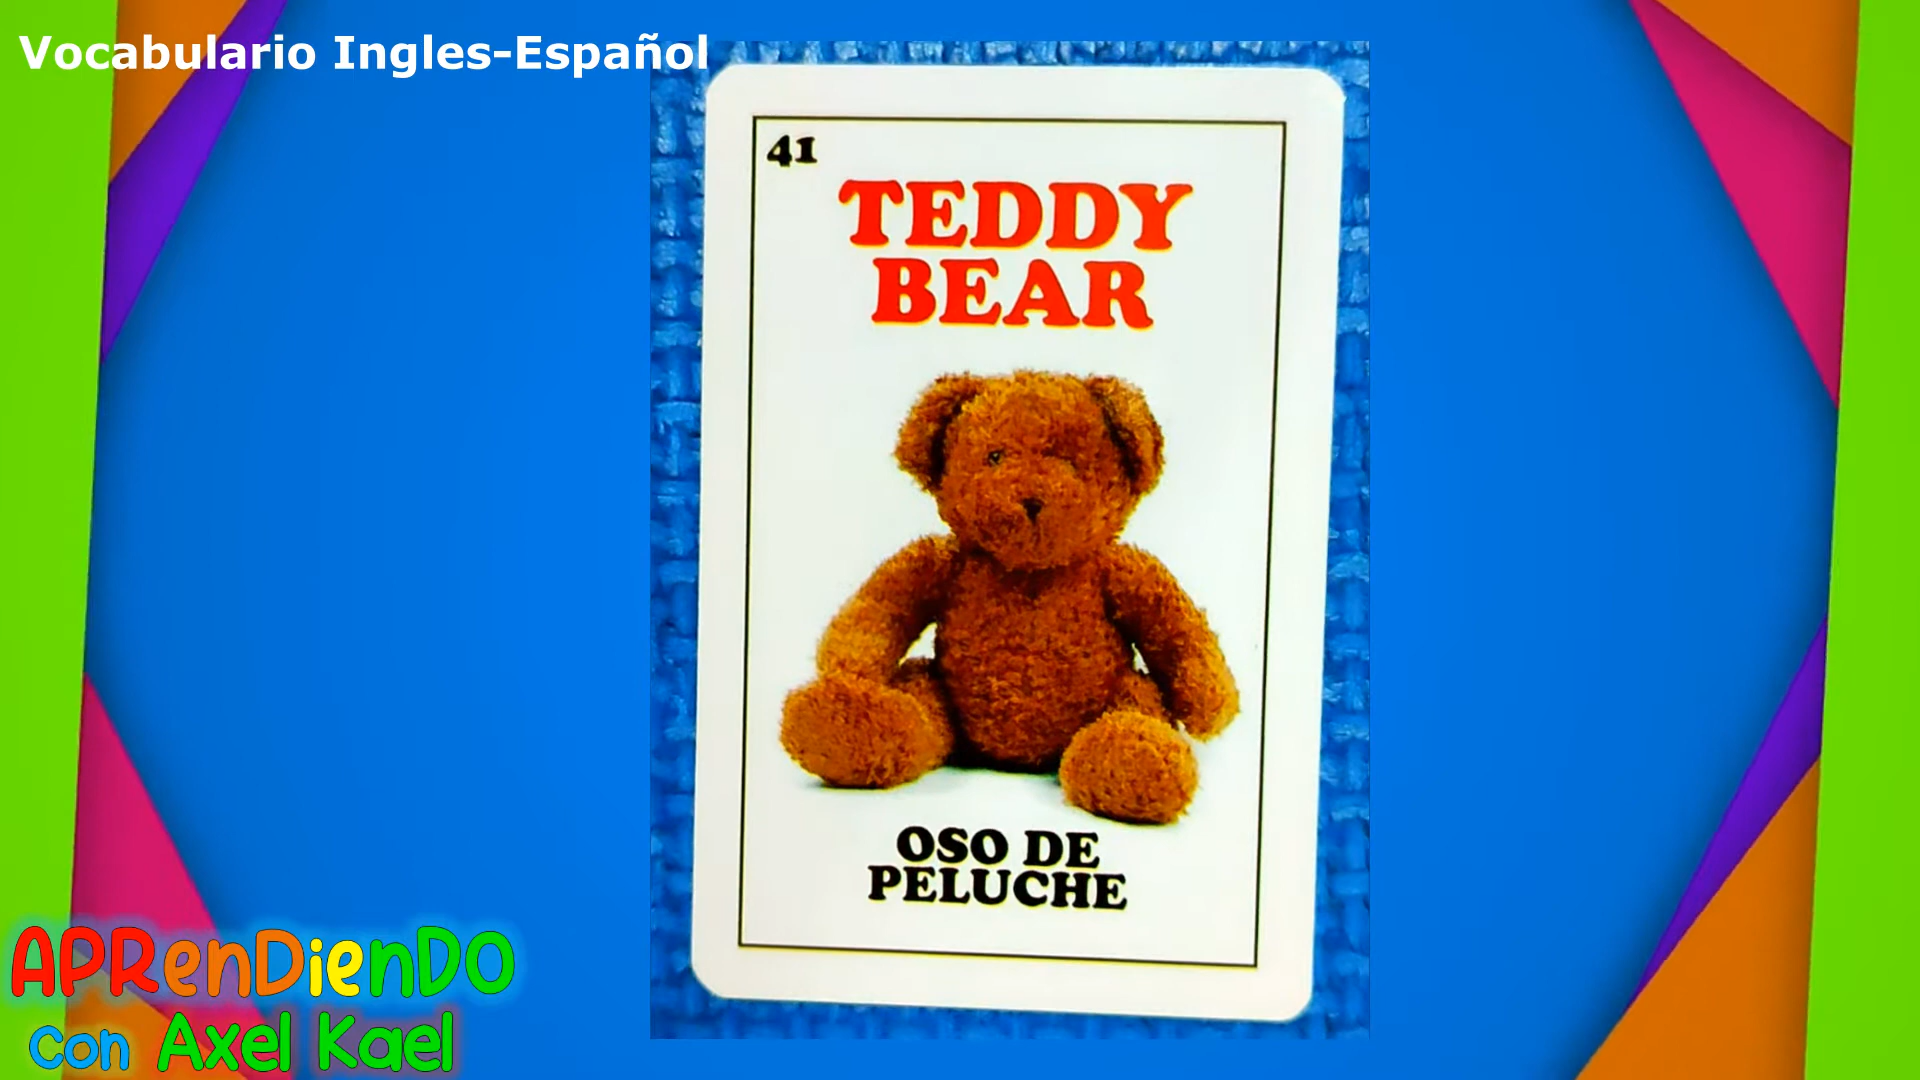 Vocabulario Ingles-Español
41
TEDDY
BEAR
OSO DE
PELUCHE
APRenDienDO
con Axel Kael